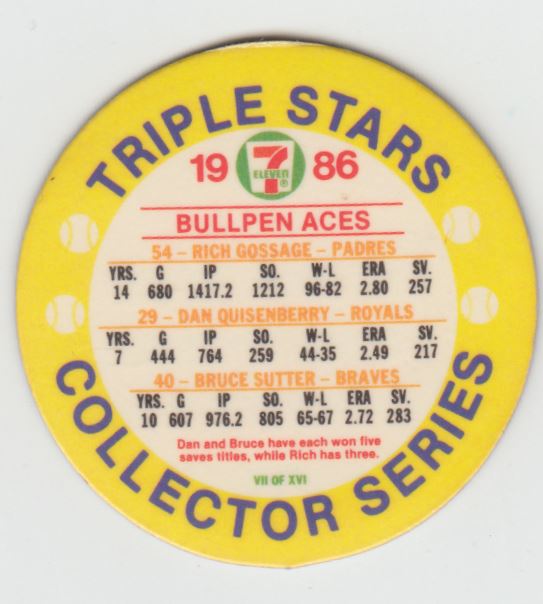 TRIPLE STARS
19 7 ELEVEN ® 86
BULLPEN ACES
54 – RICH GOSSAGE – PADRES
YRS. G IP SO. W-L ERA SV.
14 680 1417.2 1212 96-82 2.80 257
29 – DAN QUISENBERRY – ROYALS
YRS. G IP SO. W-L ERA SV.
7 444 764 259 44-35 2.49 217
40 – BRUCE SUTTER – BRAVES
YRS. G IP SO. W-L ERA SV.
10 607 976.2 805 65-67 2.72 283
Dan and Bruce have each won five
saves titles, while Rich has three.
VII OF XVI
COLLECTOR SERIES